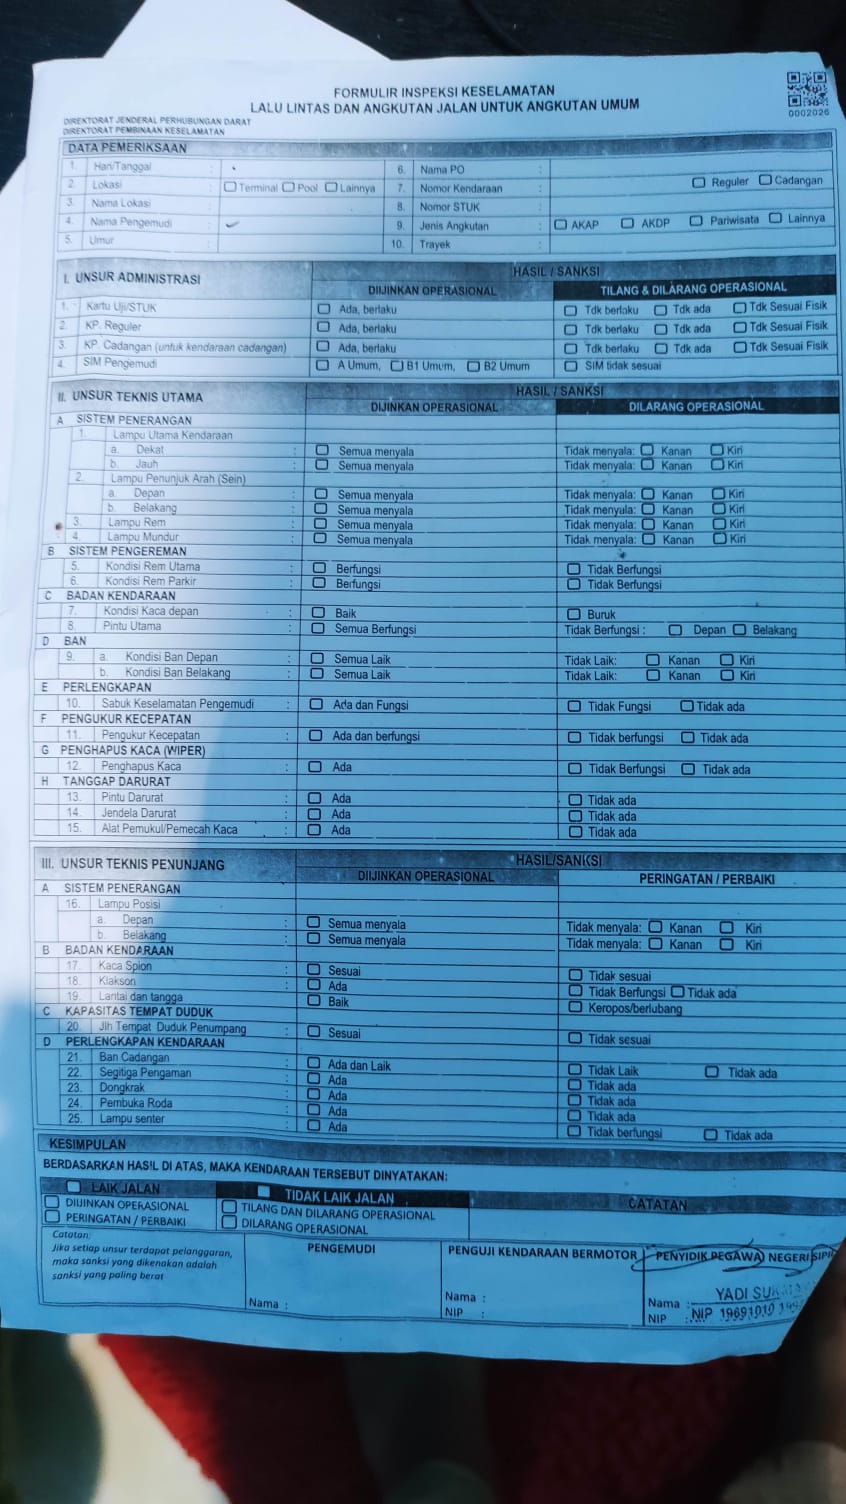 FORMULIR INSPEKSI KESELAMATAN
LALU LINTAS DAN ANGKUTAN JALAN UNTUK ANGKUTAN UMUM
0002026
DIREKTORAT JENDERAL PERHUBUNGAN DARAT
DIREKTORAT PEMBINAAN KESELAMATAN
DATA PEMERIKSAAN
1. Hari/Tanggal : 6. Nama PO :
2. Lokasi : Terminal Pool Lainnya 7. Nomor Kendaraan : Reguler Cadangan
3. Nama Lokasi : 8. Nomor STUK :
4. Nama Pengemudi : 9. Jenis Angkutan : AKAP AKDP Pariwisata Lainnya
5. Umur : 10. Trayek :
I. UNSUR ADMINISTRASI HASIL / SANKSI
DIIJINKAN OPERASIONAL TILANG & DILARANG OPERASIONAL
1. Kartu Uji/STUK Ada, berlaku Tdk berlaku Tdk ada Tdk Sesuai Fisik
2. KP. Reguler Ada, berlaku Tdk berlaku Tdk ada Tdk Sesuai Fisik
3. KP. Cadangan (untuk kendaraan cadangan) Ada, berlaku Tdk berlaku Tdk ada Tdk Sesuai Fisik
4. SIM Pengemudi A Umum, B1 Umum, B2 Umum SIM tidak sesuai
II. UNSUR TEKNIS UTAMA HASIL / SANKSI
DIJINKAN OPERASIONAL DILARANG OPERASIONAL
A SISTEM PENERANGAN
1. Lampu Utama Kendaraan
a. Dekat : Semua menyala Tidak menyala: Kanan Kiri
b. Jauh : Semua menyala Tidak menyala: Kanan Kiri
2. Lampu Penunjuk Arah (Sein)
a. Depan : Semua menyala Tidak menyala: Kanan Kiri
b. Belakang : Semua menyala Tidak menyala: Kanan Kiri
3. Lampu Rem : Semua menyala Tidak menyala: Kanan Kiri
4. Lampu Mundur : Semua menyala Tidak menyala: Kanan Kiri
B SISTEM PENGEREMAN
5. Kondisi Rem Utama Berfungsi Tidak Berfungsi
6. Kondisi Rem Parkir Berfungsi Tidak Berfungsi
C BADAN KENDARAAN
7. Kondisi Kaca depan : Baik Buruk
8. Pintu Utama : Semua Berfungsi Tidak Berfungsi : Depan Belakang
D BAN
9. a. Kondisi Ban Depan : Semua Laik Tidak Laik: Kanan Kiri
b. Kondisi Ban Belakang : Semua Laik Tidak Laik: Kanan Kiri
E PERLENGKAPAN
10. Sabuk Keselamatan Pengemudi : Ada dan Fungsi Tidak Fungsi Tidak ada
F PENGUKUR KECEPATAN
11. Pengukur Kecepatan : Ada dan berfungsi Tidak berfungsi Tidak ada
G PENGHAPUS KACA (WIPER)
12. Penghapus Kaca : Ada Tidak Berfungsi Tidak ada
H TANGGAP DARURAT
13. Pintu Darurat : Ada Tidak ada
14. Jendela Darurat : Ada Tidak ada
15. Alat Pemukul/Pemecah Kaca : Ada Tidak ada
III. UNSUR TEKNIS PENUNJANG HASIL/SANKSI
DIIJINKAN OPERASIONAL PERINGATAN / PERBAIKI
A SISTEM PENERANGAN
16. Lampu Posisi
a. Depan : Semua menyala Tidak menyala: Kanan Kiri
b. Belakang : Semua menyala Tidak menyala: Kanan Kiri
B BADAN KENDARAAN
17. Kaca Spion : Sesuai Tidak sesuai
18. Klakson : Ada Tidak Berfungsi Tidak ada
19. Lantai dan tangga : Baik Keropos/berlubang
C KAPASITAS TEMPAT DUDUK
20. Jlh Tempat Duduk Penumpang : Sesuai Tidak sesuai
D PERLENGKAPAN KENDARAAN
21. Ban Cadangan : Ada dan Laik Tidak Laik Tidak ada
22. Segitiga Pengaman : Ada Tidak ada
23. Dongkrak : Ada Tidak ada
24. Pembuka Roda : Ada Tidak ada
25. Lampu senter : Ada Tidak berfungsi Tidak ada
KESIMPULAN
BERDASARKAN HASIL DI ATAS, MAKA KENDARAAN TERSEBUT DINYATAKAN:
LAIK JALAN TIDAK LAIK JALAN CATATAN
DIIJINKAN OPERASIONAL TILANG DAN DILARANG OPERASIONAL
PERINGATAN / PERBAIKI DILARANG OPERASIONAL
Catatan:
Jika setiap unsur terdapat pelanggaran,
maka sanksi yang dikenakan adalah
sanksi yang paling berat
PENGEMUDI PENGUJI KENDARAAN BERMOTOR PENYIDIK PEGAWAI NEGERI SIPIL
Nama : Nama : Nama : YADI
NIP : NIP : NIP 19691010